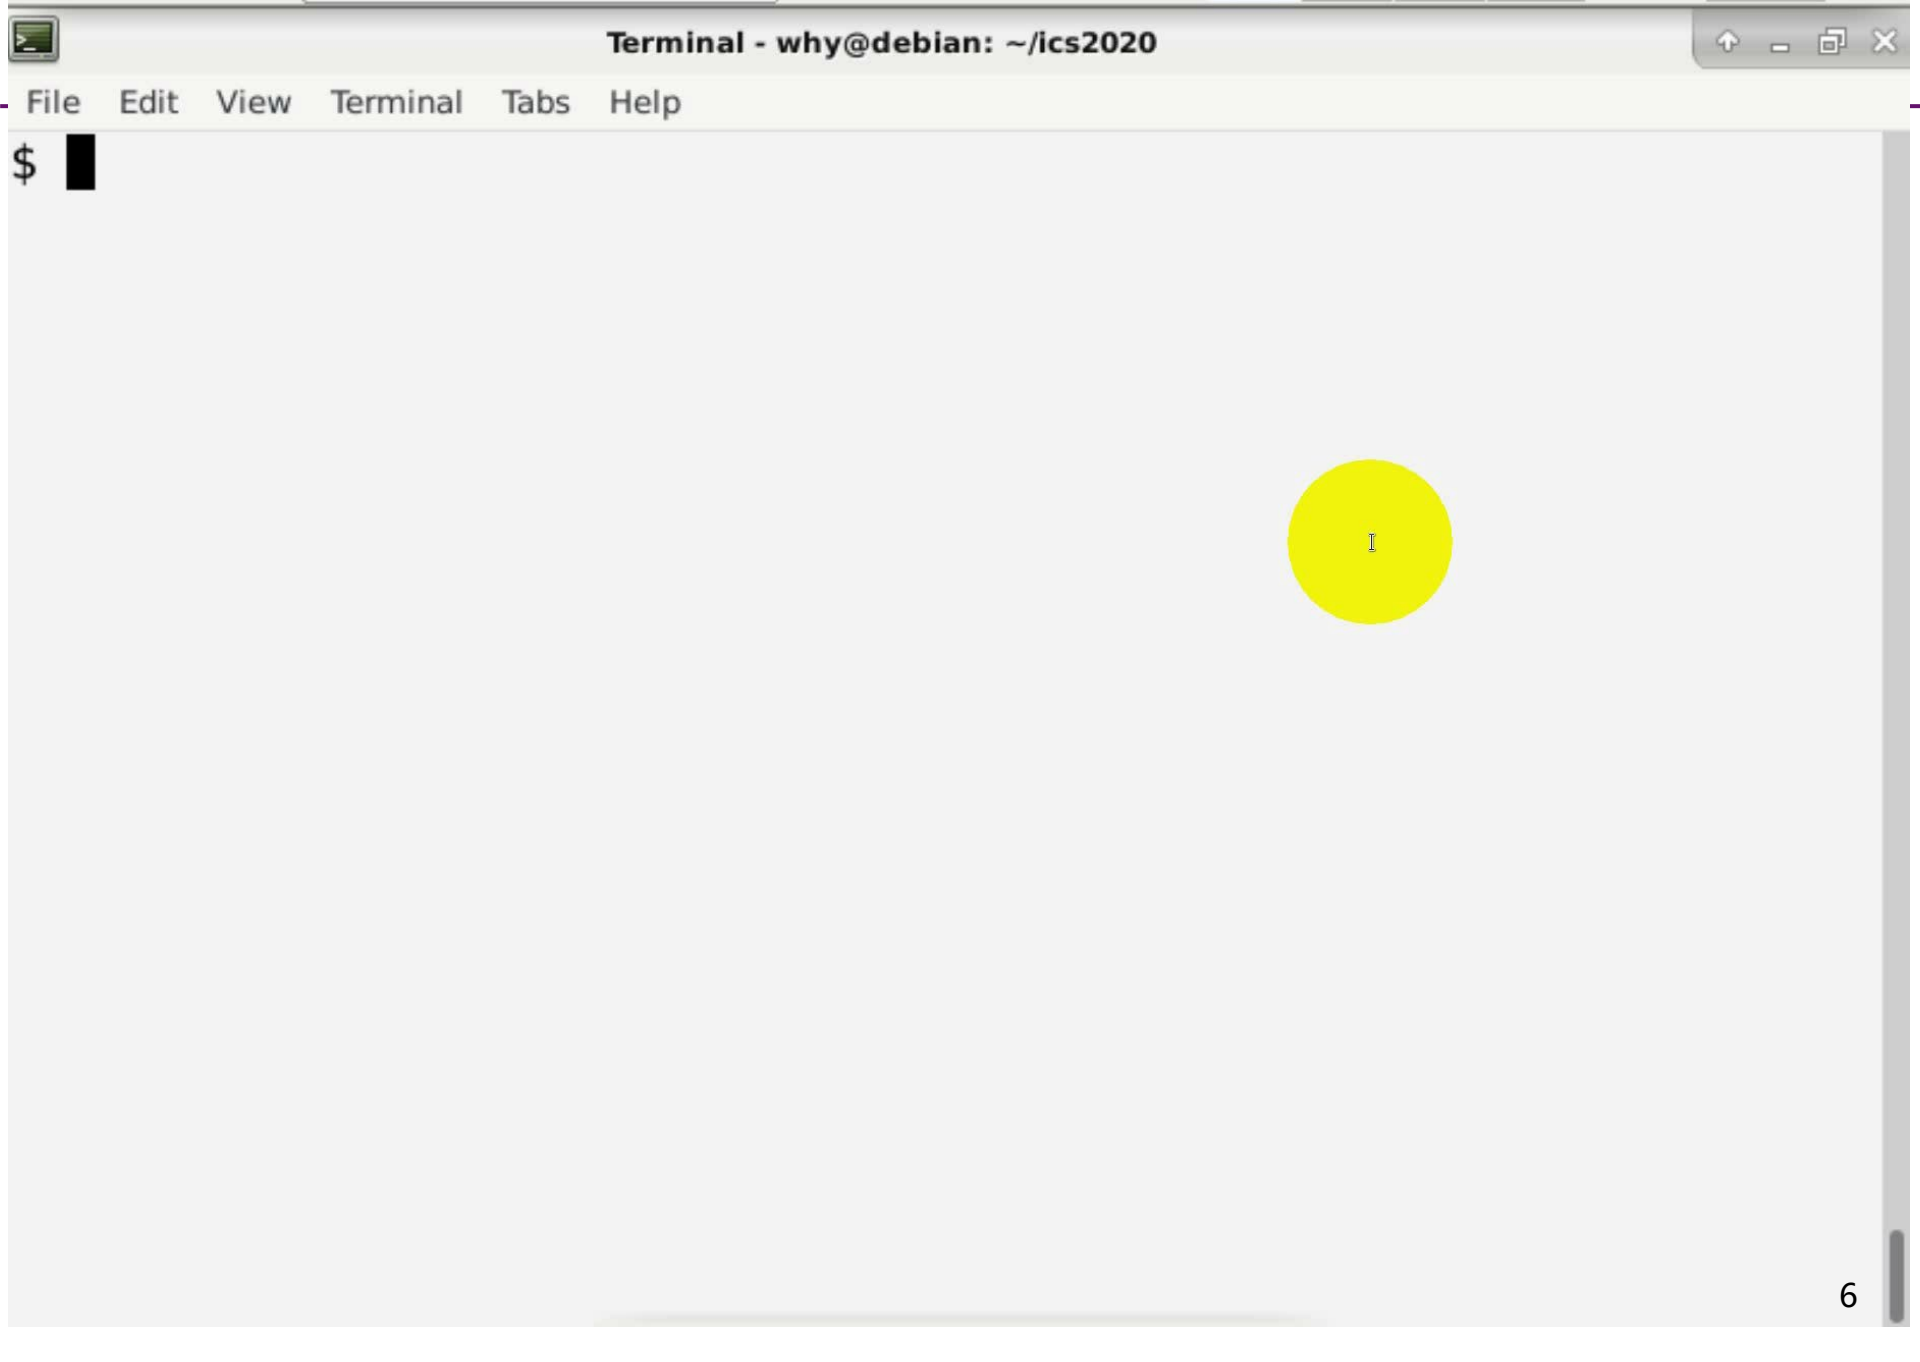 Terminal - why@debian: ~/ics2020
File Edit View Terminal Tabs Help
$
6